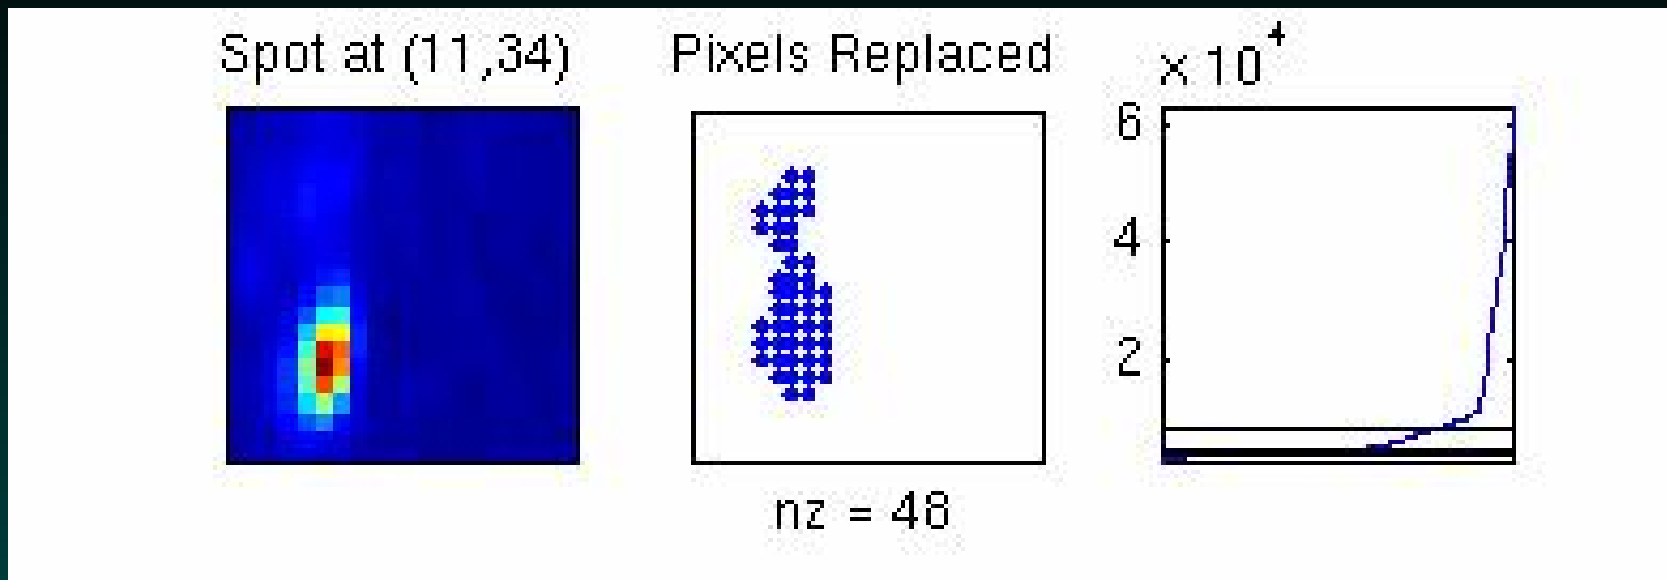 Spot at (11,34)
Pixels Replaced
nz = 48
×10^4
6
4
2